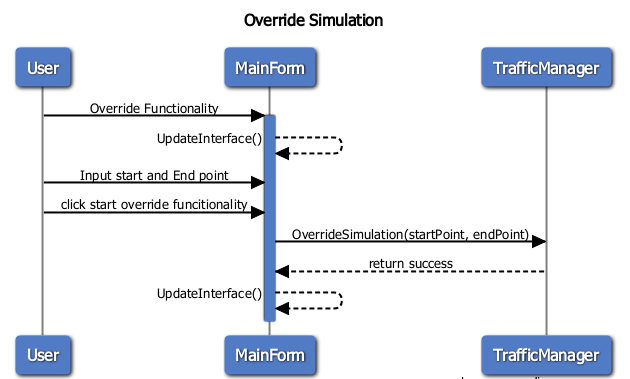 Override Simulation
User
MainForm
TrafficManager
Override Functionality
UpdateInterface()
Input start and End point
click start override funcitionality
OverrideSimulation(startPoint, endPoint)
return success
UpdateInterface()
User
MainForm
TrafficManager